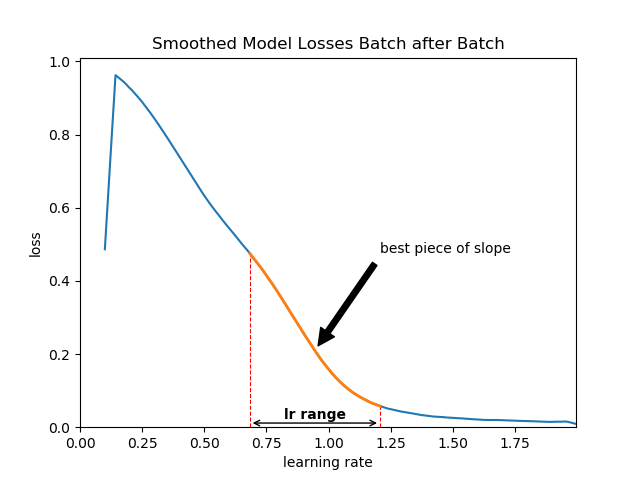 Smoothed Model Losses Batch after Batch
1.0
0.8
0.6
0.4
0.2
0.0
loss
best piece of slope
lr range
0.00 0.25 0.50 0.75 1.00 1.25 1.50 1.75
learning rate